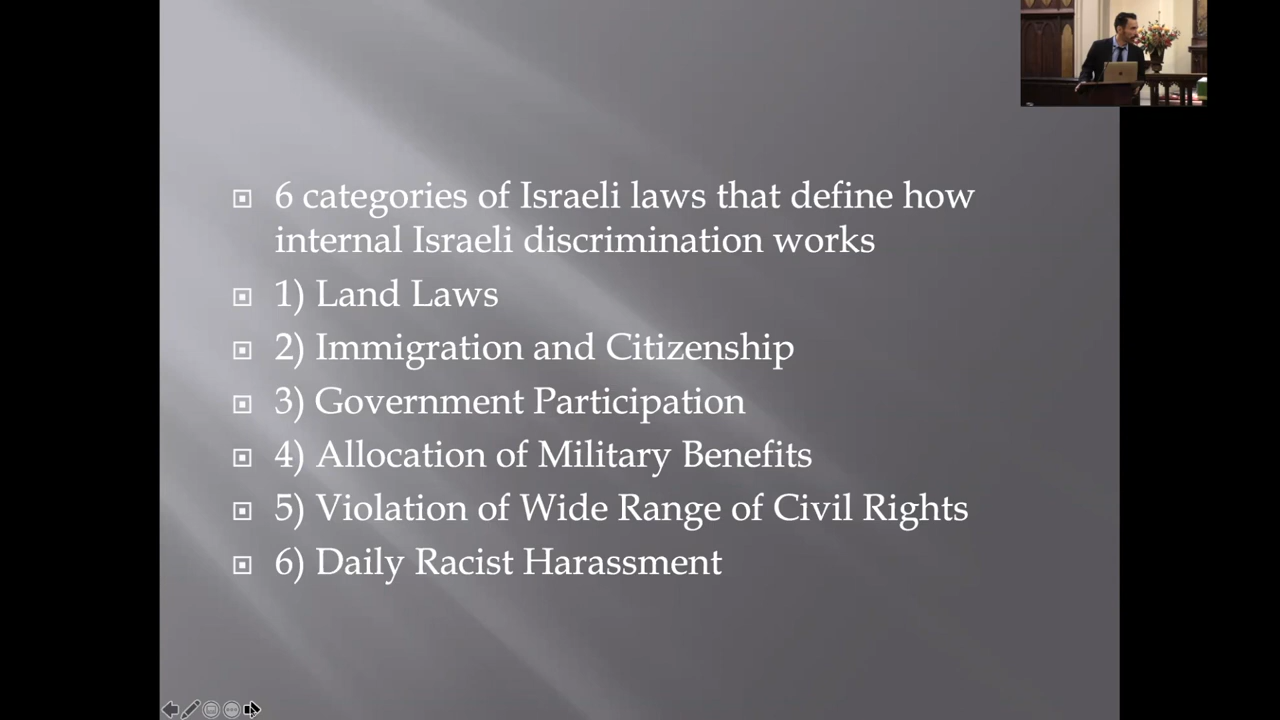 6 categories of Israeli laws that define how
internal Israeli discrimination works
1) Land Laws
2) Immigration and Citizenship
3) Government Participation
4) Allocation of Military Benefits
5) Violation of Wide Range of Civil Rights
6) Daily Racist Harassment